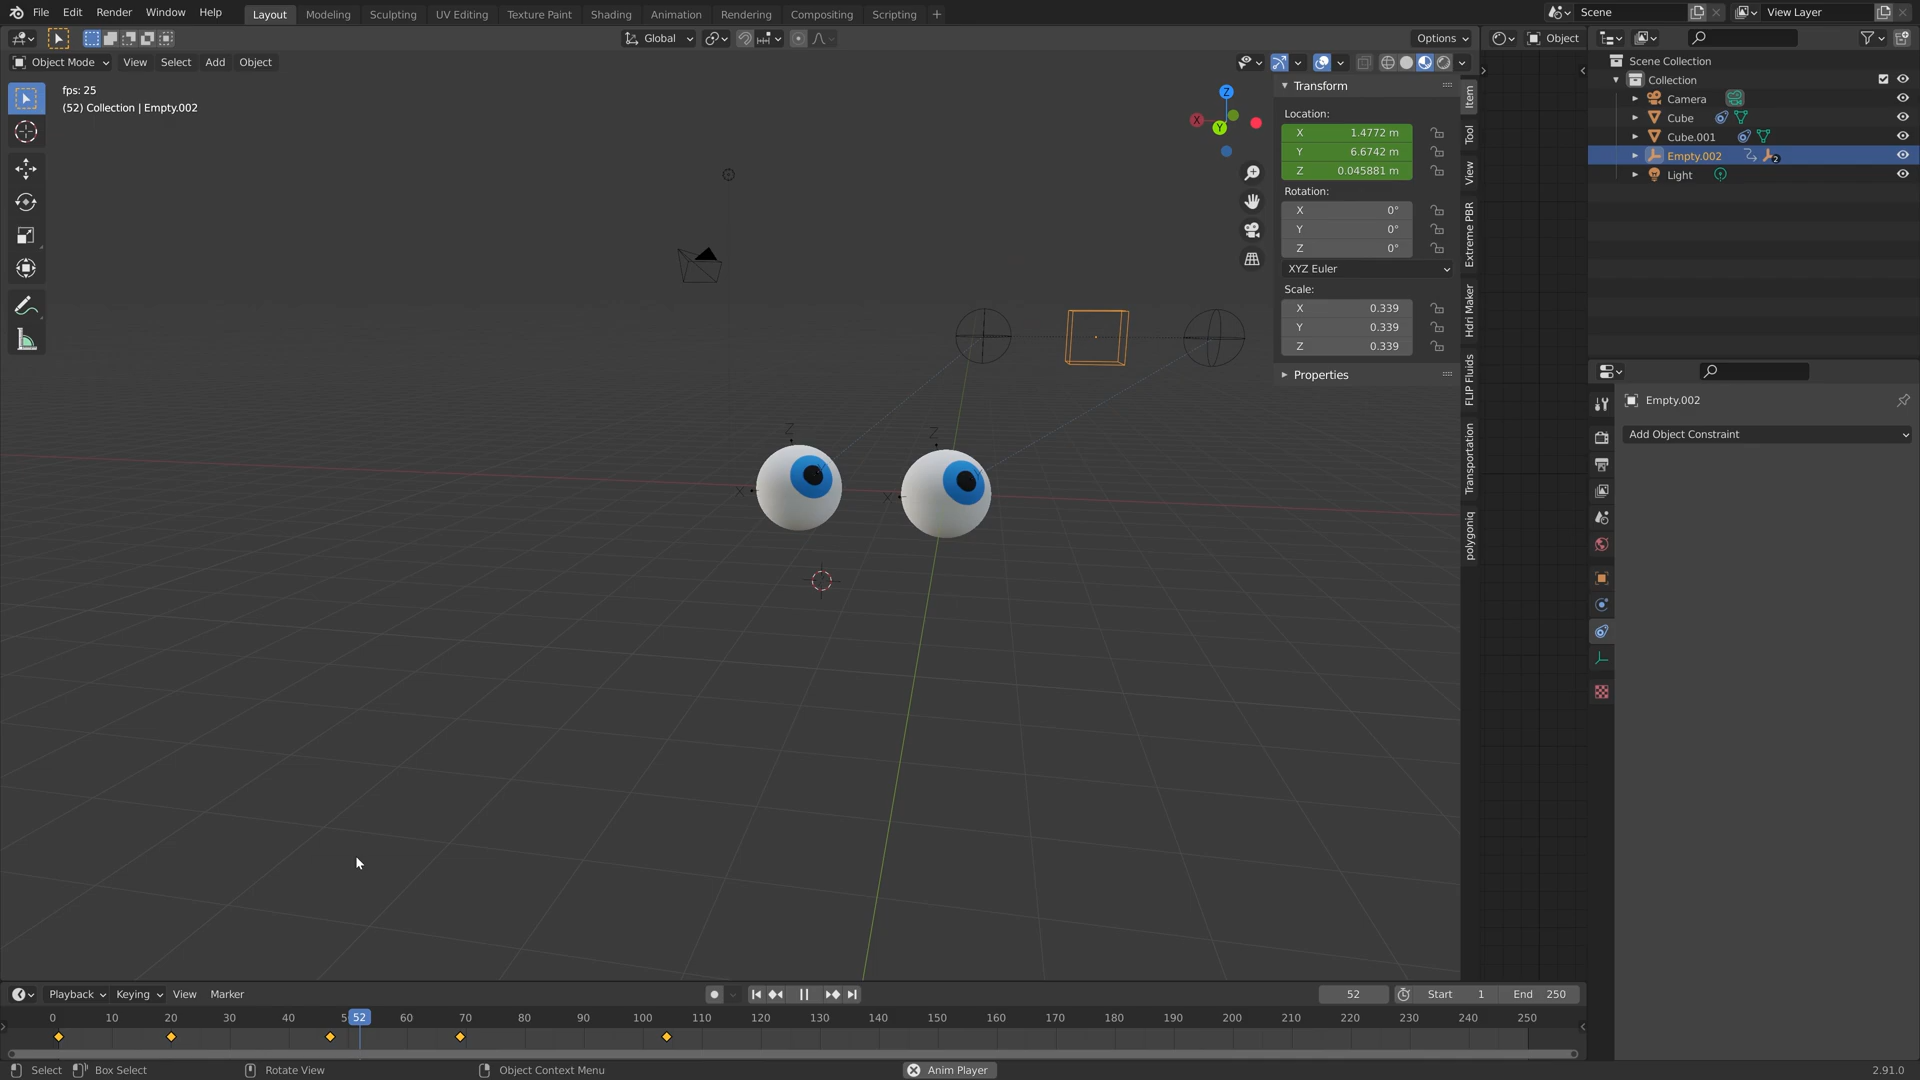 File Edit Render Window Help Layout Modeling Sculpting UV Editing Texture Paint Shading Animation Rendering Compositing Scripting + Scene View Layer
Global Options Object
Object Mode View Select Add Object
fps: 25
(52) Collection | Empty.002
Z
X
Y
Transform
Location:
X 1.4772 m
Y 6.6742 m
Z 0.045881 m
Rotation:
X 0°
Y 0°
Z 0°
XYZ Euler
Scale:
X 0.339
Y 0.339
Z 0.339
Properties
Item
Tool
View
Extreme PBR
Hdri Maker
FLIP Fluids
Transportation
polygoniq
Scene Collection
Collection
Camera
Cube
Cube.001
Empty.002 2
Light
Empty.002
Add Object Constraint
Z Z
X X
Playback Keying View Marker 52 Start 1 End 250
0 10 20 30 40 5 52 60 70 80 90 100 110 120 130 140 150 160 170 180 190 200 210 220 230 240 250
Select Box Select Rotate View Object Context Menu Anim Player 2.91.0